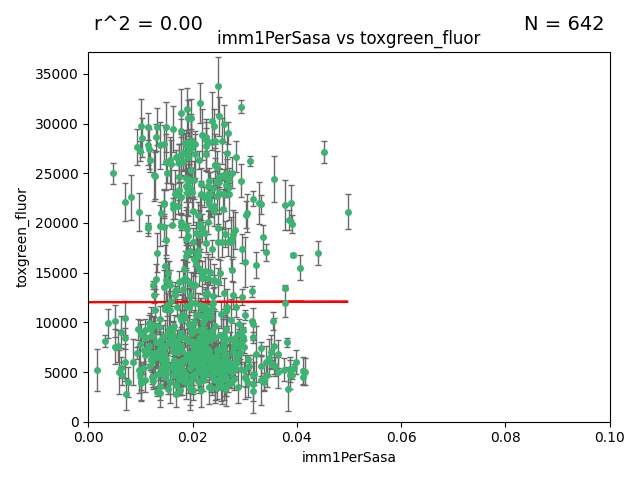 r^2 = 0.00 N = 642
imm1PerSasa vs toxgreen_fluor
35000
30000
25000
20000
15000
10000
5000
0
toxgreen_fluor
0.00 0.02 0.04 0.06 0.08 0.10
imm1PerSasa